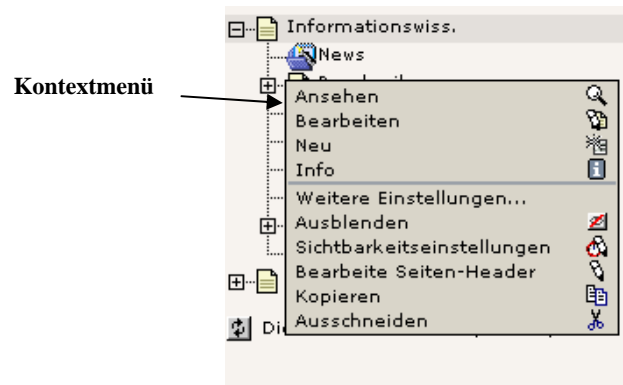 Informationswiss.
News
Kontextmenü
Ansehen
Bearbeiten
Neu
Info
Weitere Einstellungen...
Ausblenden
Sichtbarkeitseinstellungen
Bearbeite Seiten-Header
Kopieren
Ausschneiden